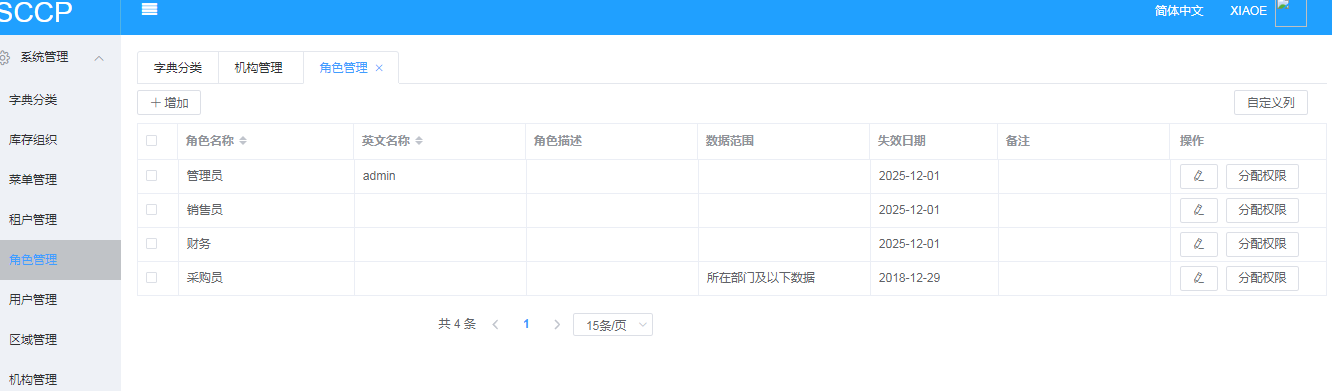 SCCP
简体中文 XIAOE
系统管理
字典分类
库存组织
菜单管理
租户管理
角色管理
用户管理
区域管理
机构管理
字典分类 机构管理 角色管理
增加 自定义列
角色名称 英文名称 角色描述 数据范围 失效日期 备注 操作
管理员 admin 2025-12-01 分配权限
销售员 2025-12-01 分配权限
财务 2025-12-01 分配权限
采购员 所在部门及以下数据 2018-12-29 分配权限
共 4 条 1 15条/页